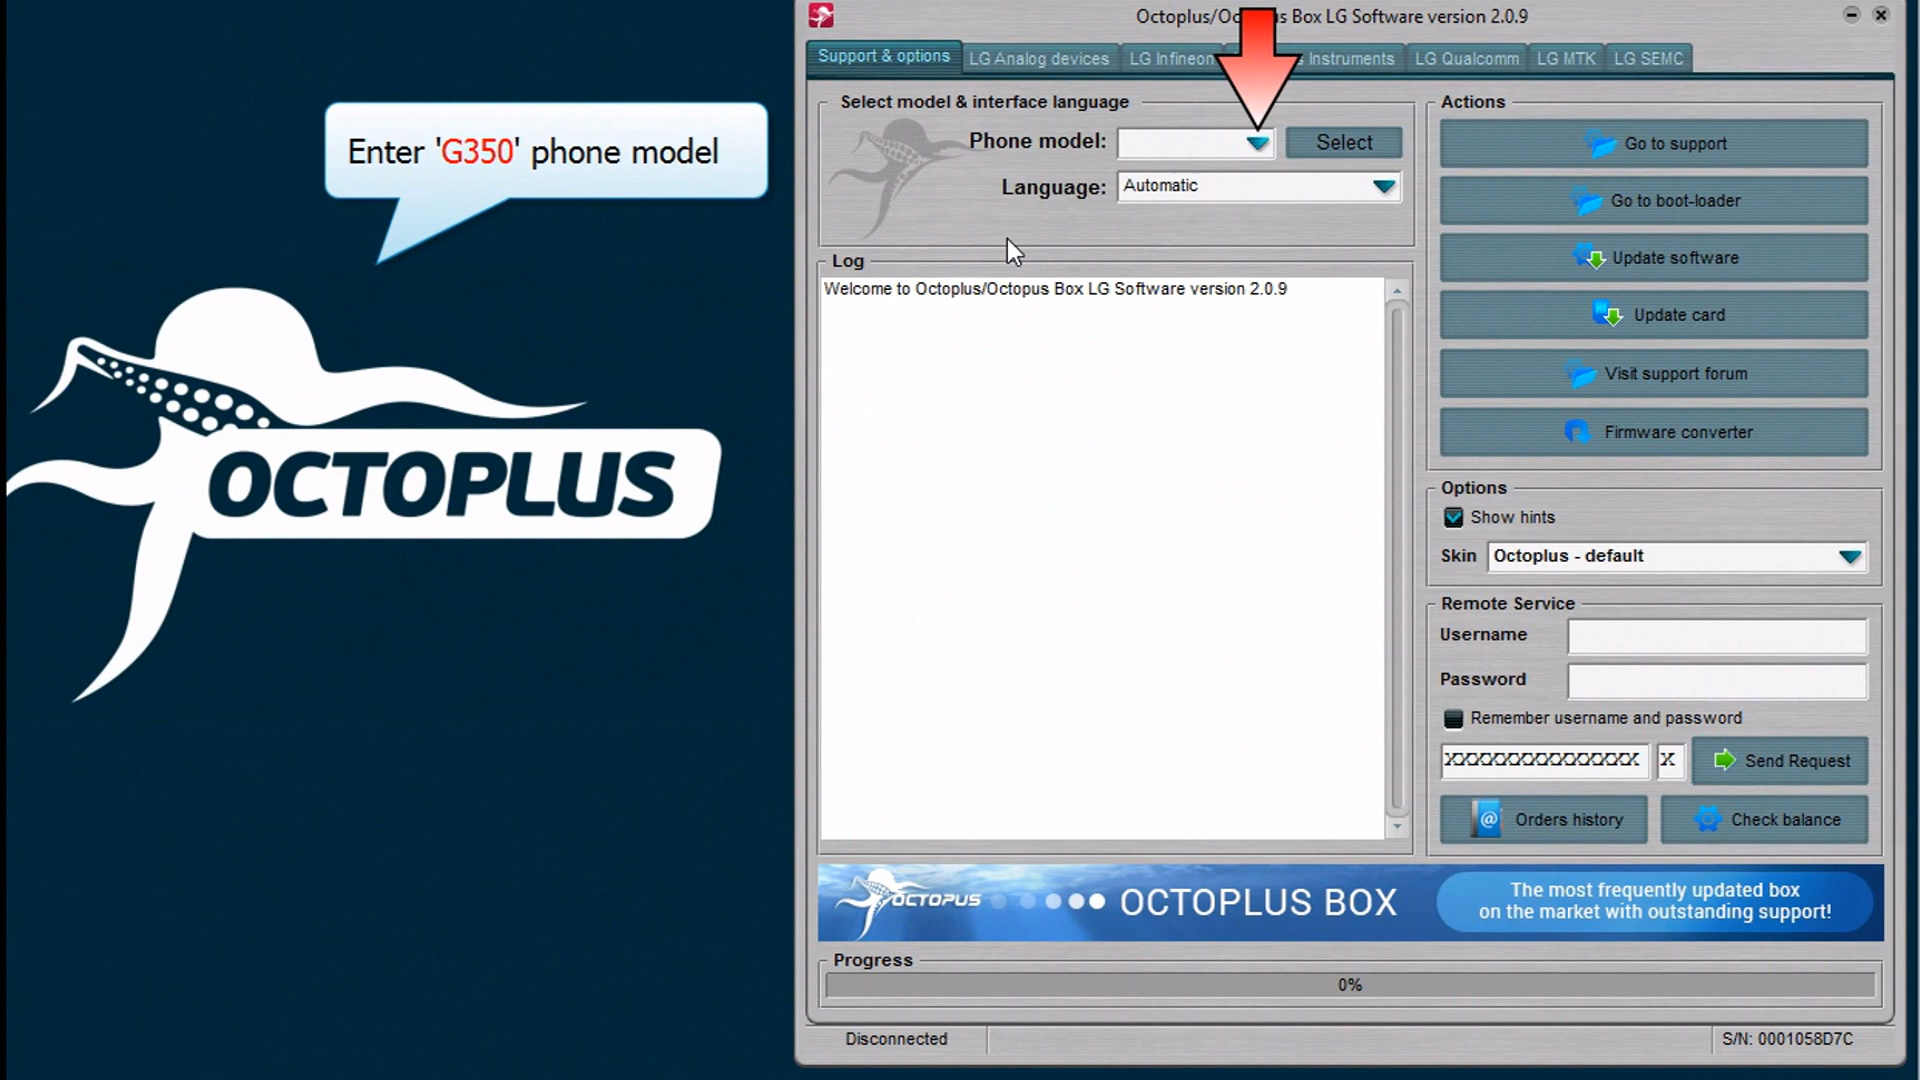 Enter 'G350' phone model
OCTOPLUS
Octoplus/Oc s Box LG Software version 2.0.9
Support & options
LG Analog devices
LG Infineon
s Instruments
LG Qualcomm
LG MTK
LG SEMC
Select model & interface language
Phone model:
Select
Language:
Automatic
Log
Welcome to Octoplus/Octopus Box LG Software version 2.0.9
Actions
Go to support
Go to boot-loader
Update software
Update card
Visit support forum
Firmware converter
Options
Show hints
Skin
Octoplus - default
Remote Service
Username
Password
Remember username and password
XXXXXXXXXXXXXX
X
Send Request
Orders history
Check balance
OCTOPUS
OCTOPLUS BOX
The most frequently updated box
on the market with outstanding support!
Progress
0%
Disconnected
S/N: 0001058D7C